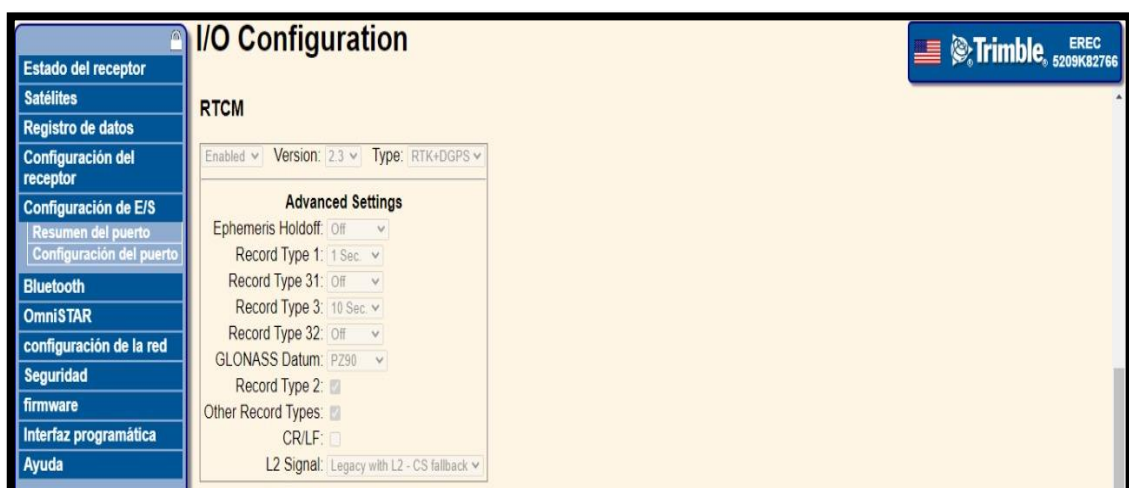 I/O Configuration
Trimble
EREC
5209K82766
Estado del receptor
Satélites
Registro de datos
Configuración del
receptor
Configuración de E/S
Resumen del puerto
Configuración del puerto
Bluetooth
OmniSTAR
configuración de la red
Seguridad
firmware
Interfaz programática
Ayuda
RTCM
Enabled Version: 2.3 Type: RTK+DGPS
Advanced Settings
Ephemeris Holdoff: Off
Record Type 1: 1 Sec.
Record Type 31: Off
Record Type 3: 10 Sec.
Record Type 32: Off
GLONASS Datum: PZ90
Record Type 2:
Other Record Types:
CR/LF:
L2 Signal: Legacy with L2 - CS fallback